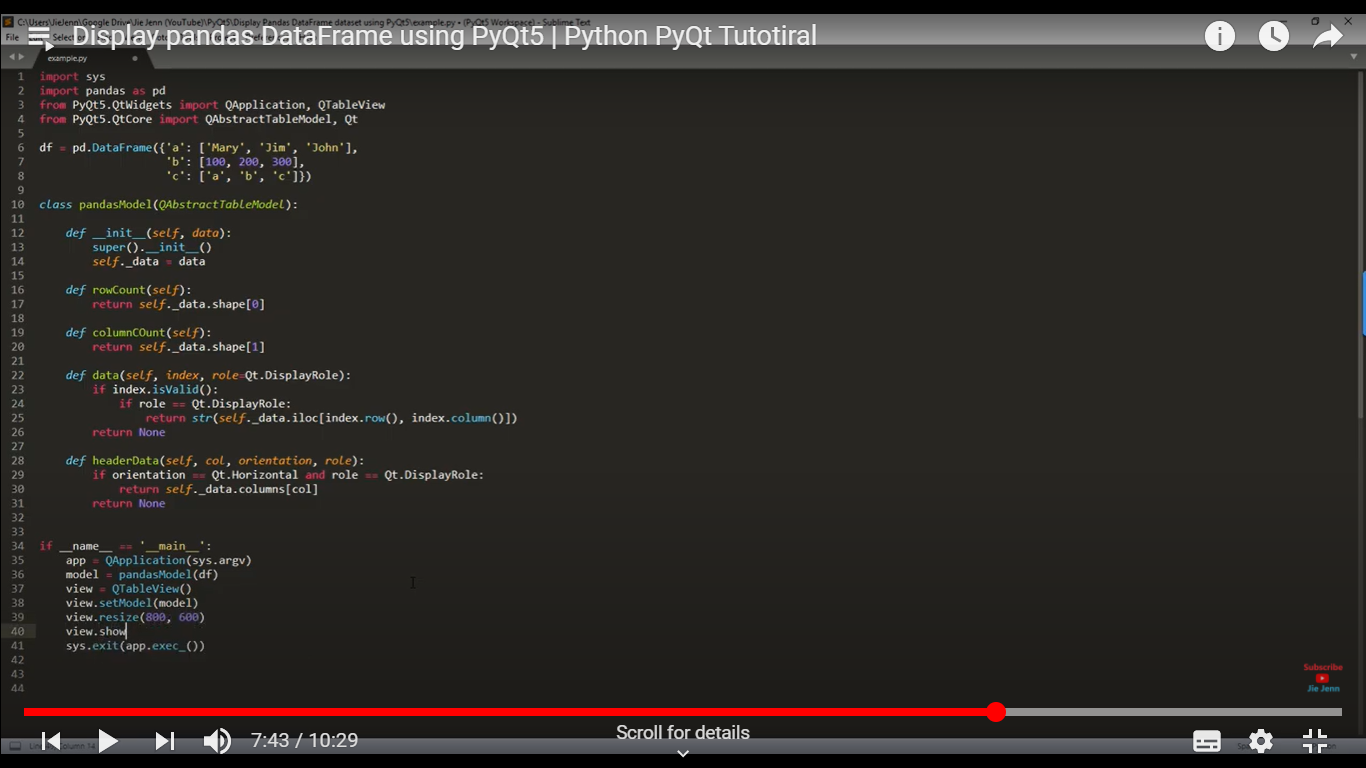 C:\Users\JieJenn\Google Drive\Jie Jenn (YouTube)\PyQt5\Display Pandas DataFrame dataset using PyQt5\example.py • (PyQt5 Workspace) - Sublime Text
Display pandas DataFrame using PyQt5 | Python PyQt Tutotiral
File
example.py
1 import sys
2 import pandas as pd
3 from PyQt5.QtWidgets import QApplication, QTableView
4 from PyQt5.QtCore import QAbstractTableModel, Qt
5
6 df = pd.DataFrame({'a': ['Mary', 'Jim', 'John'],
7 'b': [100, 200, 300],
8 'c': ['a', 'b', 'c']})
9
10 class pandasModel(QAbstractTableModel):
11
12 def __init__(self, data):
13 super().__init__()
14 self._data = data
15
16 def rowCount(self):
17 return self._data.shape[0]
18
19 def columnCOunt(self):
20 return self._data.shape[1]
21
22 def data(self, index, role=Qt.DisplayRole):
23 if index.isValid():
24 if role == Qt.DisplayRole:
25 return str(self._data.iloc[index.row(), index.column()])
26 return None
27
28 def headerData(self, col, orientation, role):
29 if orientation == Qt.Horizontal and role == Qt.DisplayRole:
30 return self._data.columns[col]
31 return None
32
33
34 if __name__ == '__main__':
35 app = QApplication(sys.argv)
36 model = pandasModel(df)
37 view = QTableView()
38 view.setModel(model)
39 view.resize(800, 600)
40 view.show
41 sys.exit(app.exec_())
42
43
44
Subscribe
Jie Jenn
Scroll for details
7:43 / 10:29